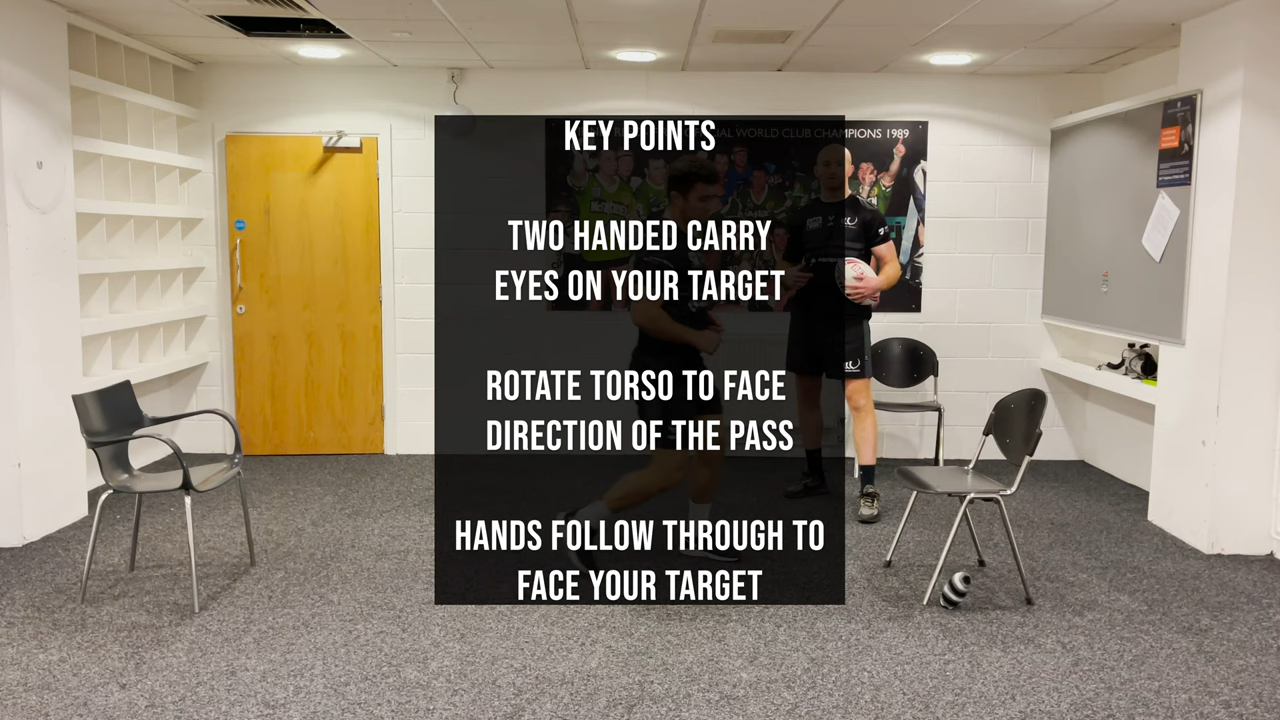 KEY POINTS
WORLD CLUB CHAMPIONS 1989
TWO HANDED CARRY
EYES ON YOUR TARGET
ROTATE TORSO TO FACE
DIRECTION OF THE PASS
HANDS FOLLOW THROUGH TO
FACE YOUR TARGET